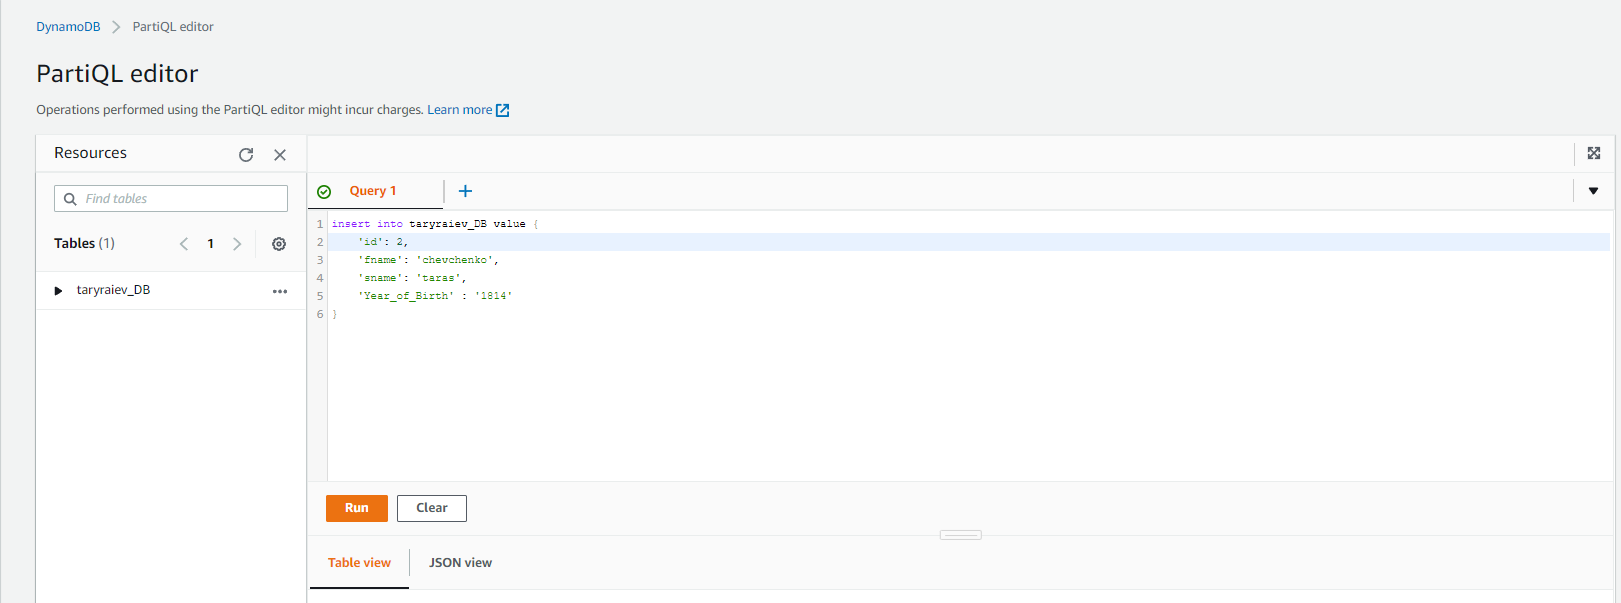 DynamoDB > PartiQL editor
PartiQL editor
Operations performed using the PartiQL editor might incur charges. Learn more
Resources
Find tables
Tables (1)
1
taryraiev_DB
Query 1
1 insert into taryraiev_DB value {
2 'id': 2,
3 'fname': 'chevchenko',
4 'sname': 'taras',
5 'Year_of_Birth' : '1814'
6 }
Run Clear
Table view JSON view